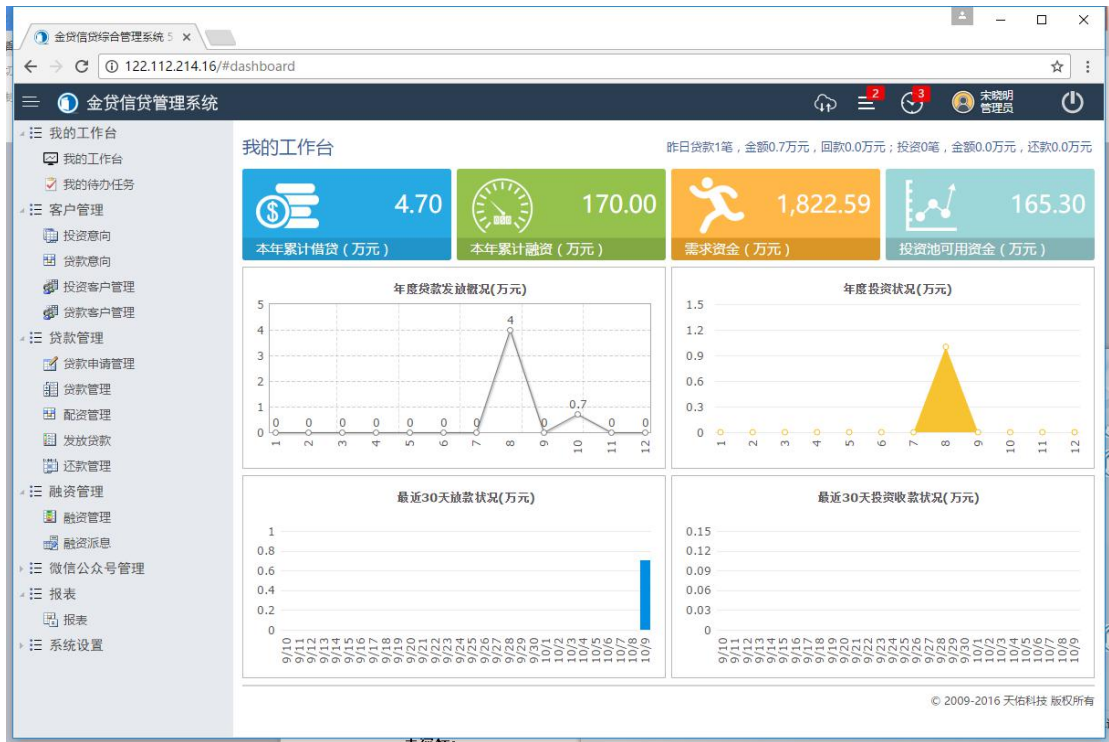 金贷信贷综合管理系统 5
122.112.214.16/#dashboard
金贷信贷管理系统
2
3
宋晓明
管理员
我的工作台
我的工作台
我的待办任务
客户管理
投资意向
贷款意向
投资客户管理
贷款客户管理
贷款管理
贷款申请管理
贷款管理
配资管理
发放贷款
还款管理
融资管理
融资管理
融资派息
微信公众号管理
报表
报表
系统设置
我的工作台
昨日贷款1笔，金额0.7万元，回款0.0万元；投资0笔，金额0.0万元，还款0.0万元
4.70
本年累计借贷（万元）
170.00
本年累计融资（万元）
1,822.59
需求资金（万元）
165.30
投资池可用资金（万元）
年度贷款发放概况(万元)
5
4
3
2
1
0
0 0 0 0 0 0 0 4 0 0.7 0 0
1 2 3 4 5 6 7 8 9 10 11 12
年度投资状况(万元)
1.5
1.2
0.9
0.6
0.3
0
1 2 3 4 5 6 7 8 9 10 11 12
最近30天放款状况(万元)
1
0.8
0.6
0.4
0.2
0
9/10 9/11 9/12 9/13 9/14 9/15 9/16 9/17 9/18 9/19 9/20 9/21 9/22 9/23 9/24 9/25 9/26 9/27 9/28 9/29 9/30 10/1 10/2 10/3 10/4 10/5 10/6 10/7 10/8 10/9
最近30天投资收款状况(万元)
0.15
0.12
0.09
0.06
0.03
0
9/10 9/11 9/12 9/13 9/14 9/15 9/16 9/17 9/18 9/19 9/20 9/21 9/22 9/23 9/24 9/25 9/26 9/27 9/28 9/29 9/30 10/1 10/2 10/3 10/4 10/5 10/6 10/7 10/8 10/9
© 2009-2016 天佑科技 版权所有